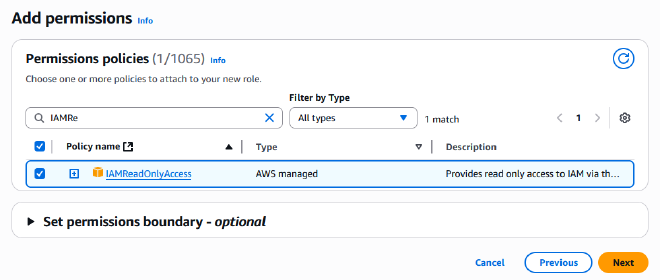 Add permissions Info
Permissions policies (1/1065) Info
Choose one or more policies to attach to your new role.
Filter by Type
IAMRe All types 1 match 1
Policy name Type Description
IAMReadOnlyAccess AWS managed Provides read only access to IAM via th...
Set permissions boundary - optional
Cancel Previous Next